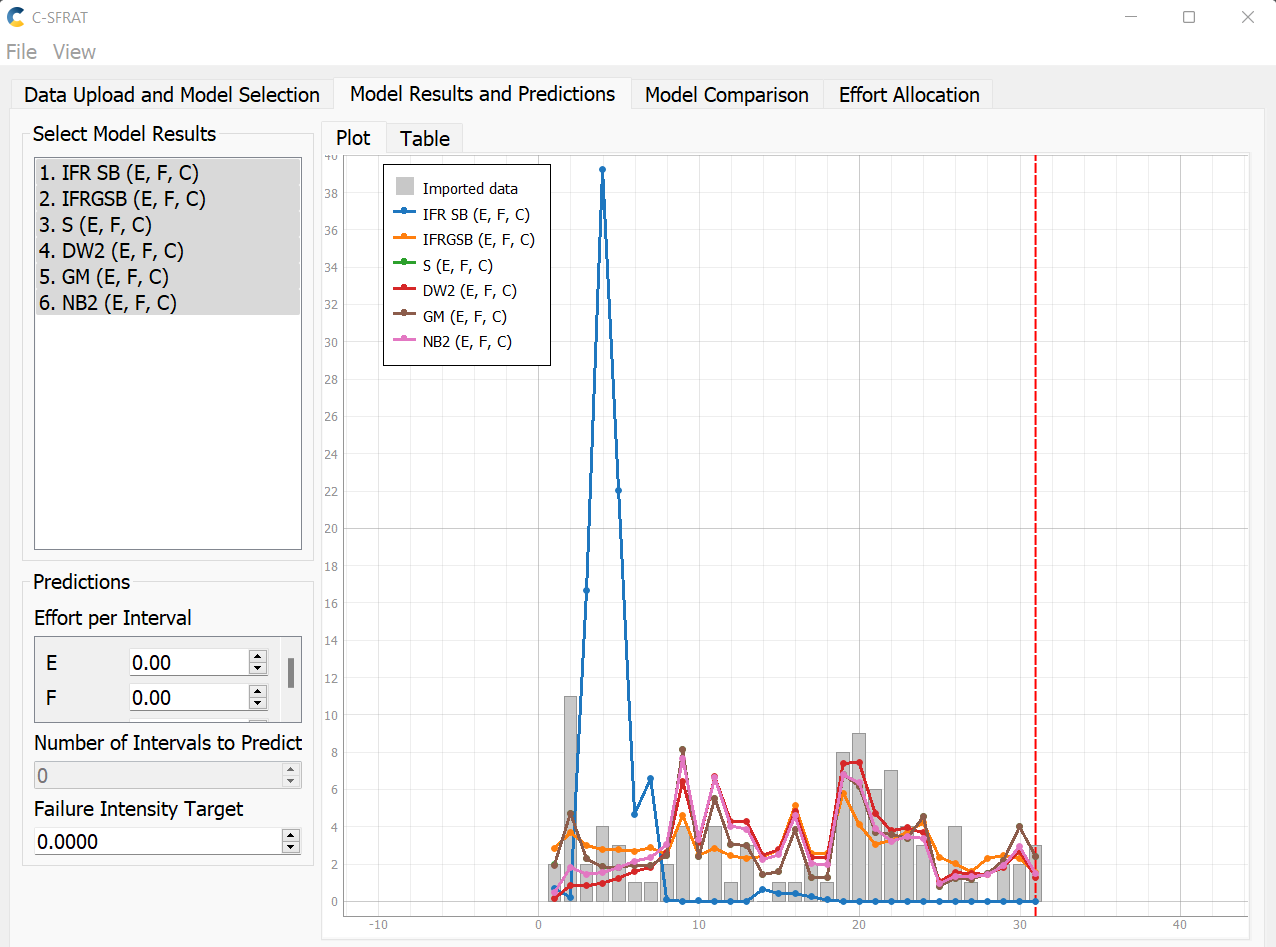 C-SFRAT
File View
Data Upload and Model Selection Model Results and Predictions Model Comparison Effort Allocation
Select Model Results
1. IFR SB (E, F, C)
2. IFRGSB (E, F, C)
3. S (E, F, C)
4. DW2 (E, F, C)
5. GM (E, F, C)
6. NB2 (E, F, C)
Predictions
Effort per Interval
E 0.00
F 0.00
Number of Intervals to Predict
0
Failure Intensity Target
0.0000
Plot Table
40
38
36
34
32
30
28
26
24
22
20
18
16
14
12
10
8
6
4
2
0
-10 0 10 20 30 40
Imported data
IFR SB (E, F, C)
IFRGSB (E, F, C)
S (E, F, C)
DW2 (E, F, C)
GM (E, F, C)
NB2 (E, F, C)